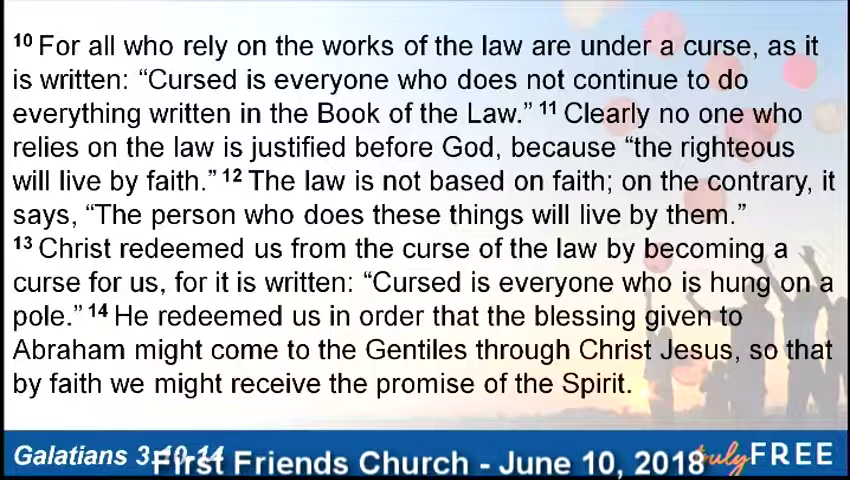 ¹⁰ For all who rely on the works of the law are under a curse, as it
is written: “Cursed is everyone who does not continue to do
everything written in the Book of the Law.” ¹¹ Clearly no one who
relies on the law is justified before God, because “the righteous
will live by faith.” ¹² The law is not based on faith; on the contrary, it
says, “The person who does these things will live by them.”
¹³ Christ redeemed us from the curse of the law by becoming a
curse for us, for it is written: “Cursed is everyone who is hung on a
pole.” ¹⁴ He redeemed us in order that the blessing given to
Abraham might come to the Gentiles through Christ Jesus, so that
by faith we might receive the promise of the Spirit.
Galatians 3:10-14
First Friends Church - June 10, 2018
truly FREE